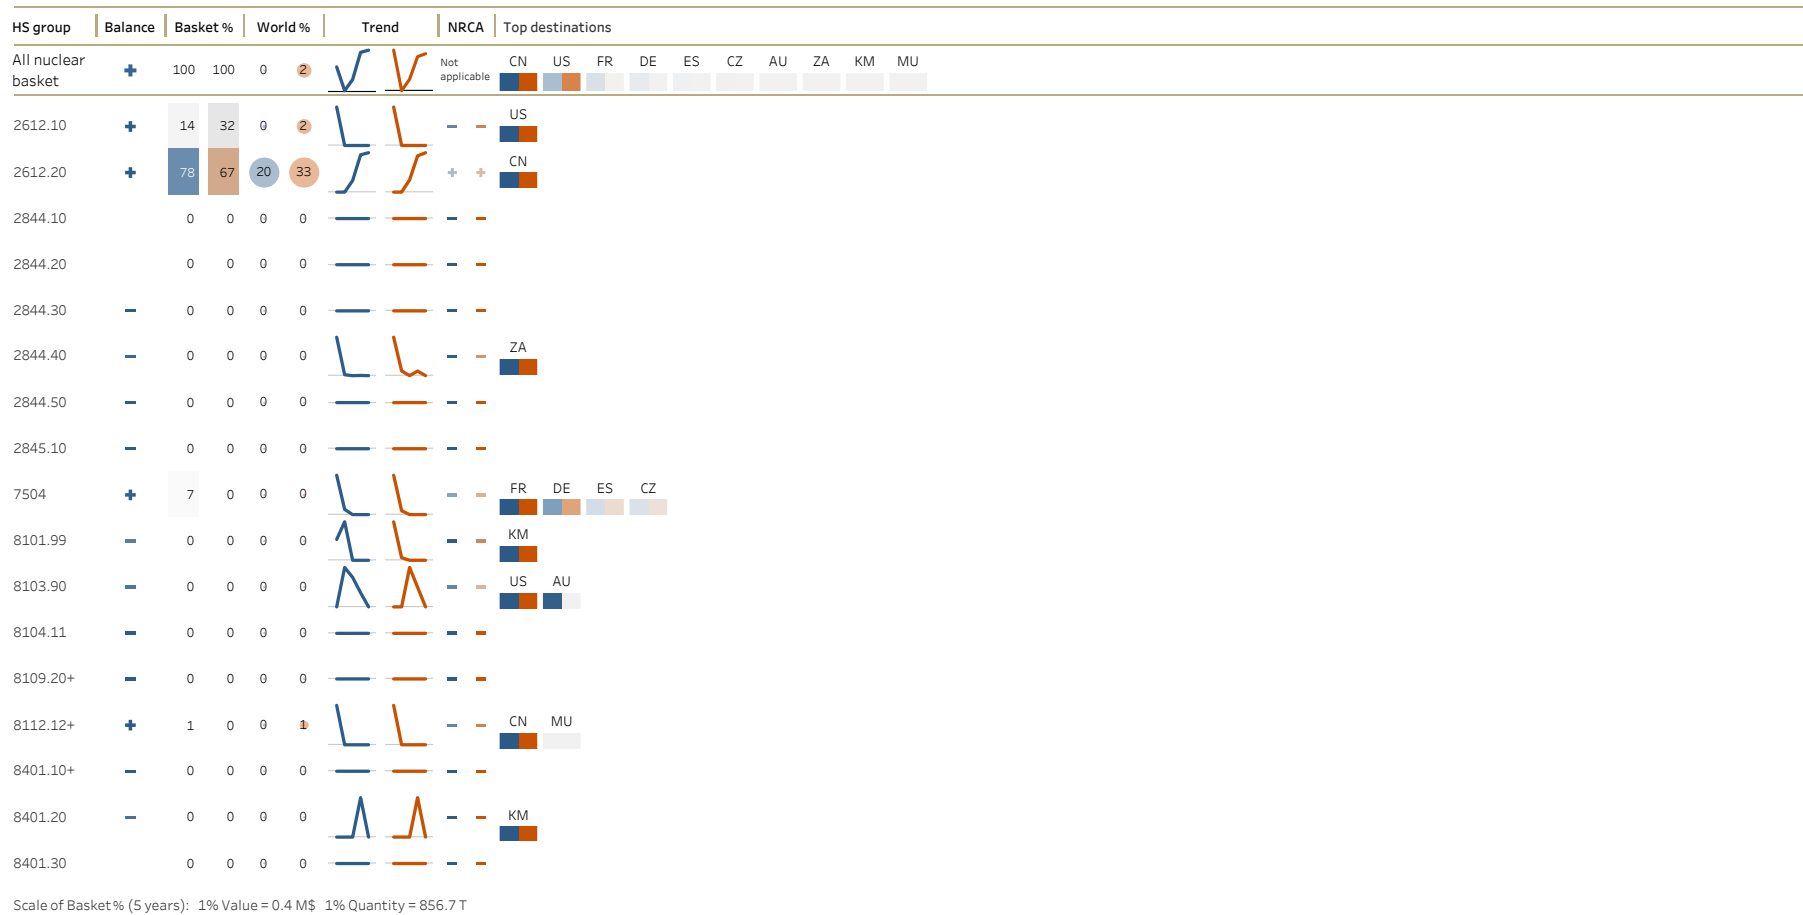 HS group Balance Basket % World % Trend NRCA Top destinations
All nuclear basket 100 100 0 2 Not applicable CN US FR DE ES CZ AU ZA KM MU
2612.10 14 32 0 2 US
2612.20 78 67 20 33 CN
2844.10 0 0 0 0
2844.20 0 0 0 0
2844.30 0 0 0 0
2844.40 0 0 0 0 ZA
2844.50 0 0 0 0
2845.10 0 0 0 0
7504 7 0 0 0 FR DE ES CZ
8101.99 0 0 0 0 KM
8103.90 0 0 0 0 US AU
8104.11 0 0 0 0
8109.20+ 0 0 0 0
8112.12+ 1 0 0 1 CN MU
8401.10+ 0 0 0 0
8401.20 0 0 0 0 KM
8401.30 0 0 0 0
Scale of Basket% (5 years): 1% Value = 0.4 M$ 1% Quantity = 856.7 T